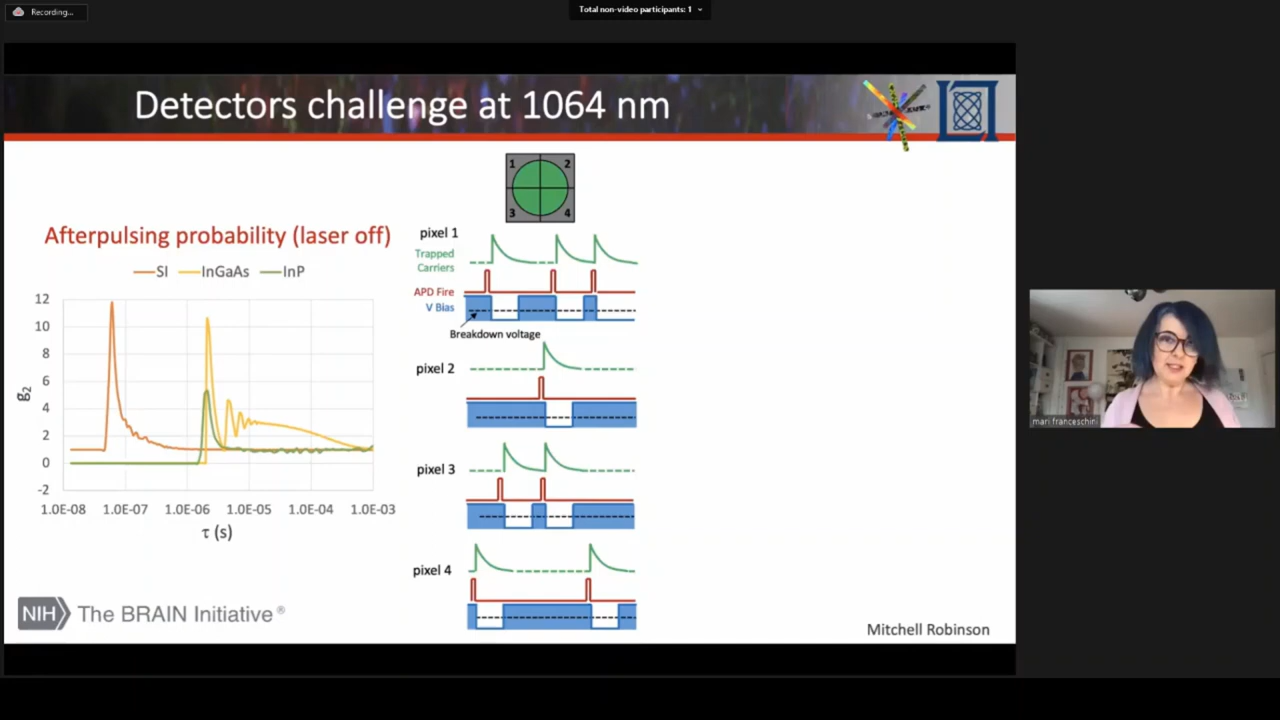 Recording...
Total non-video participants: 1
Detectors challenge at 1064 nm
1 2
3 4
Afterpulsing probability (laser off)
SI InGaAs InP
12
10
8
6
4
2
0
-2
g2
1.0E-08 1.0E-07 1.0E-06 1.0E-05 1.0E-04 1.0E-03
τ (s)
pixel 1
Trapped
Carriers
APD Fire
V Bias
Breakdown voltage
pixel 2
pixel 3
pixel 4
NIH The BRAIN Initiative®
Mitchell Robinson
mari franceschini